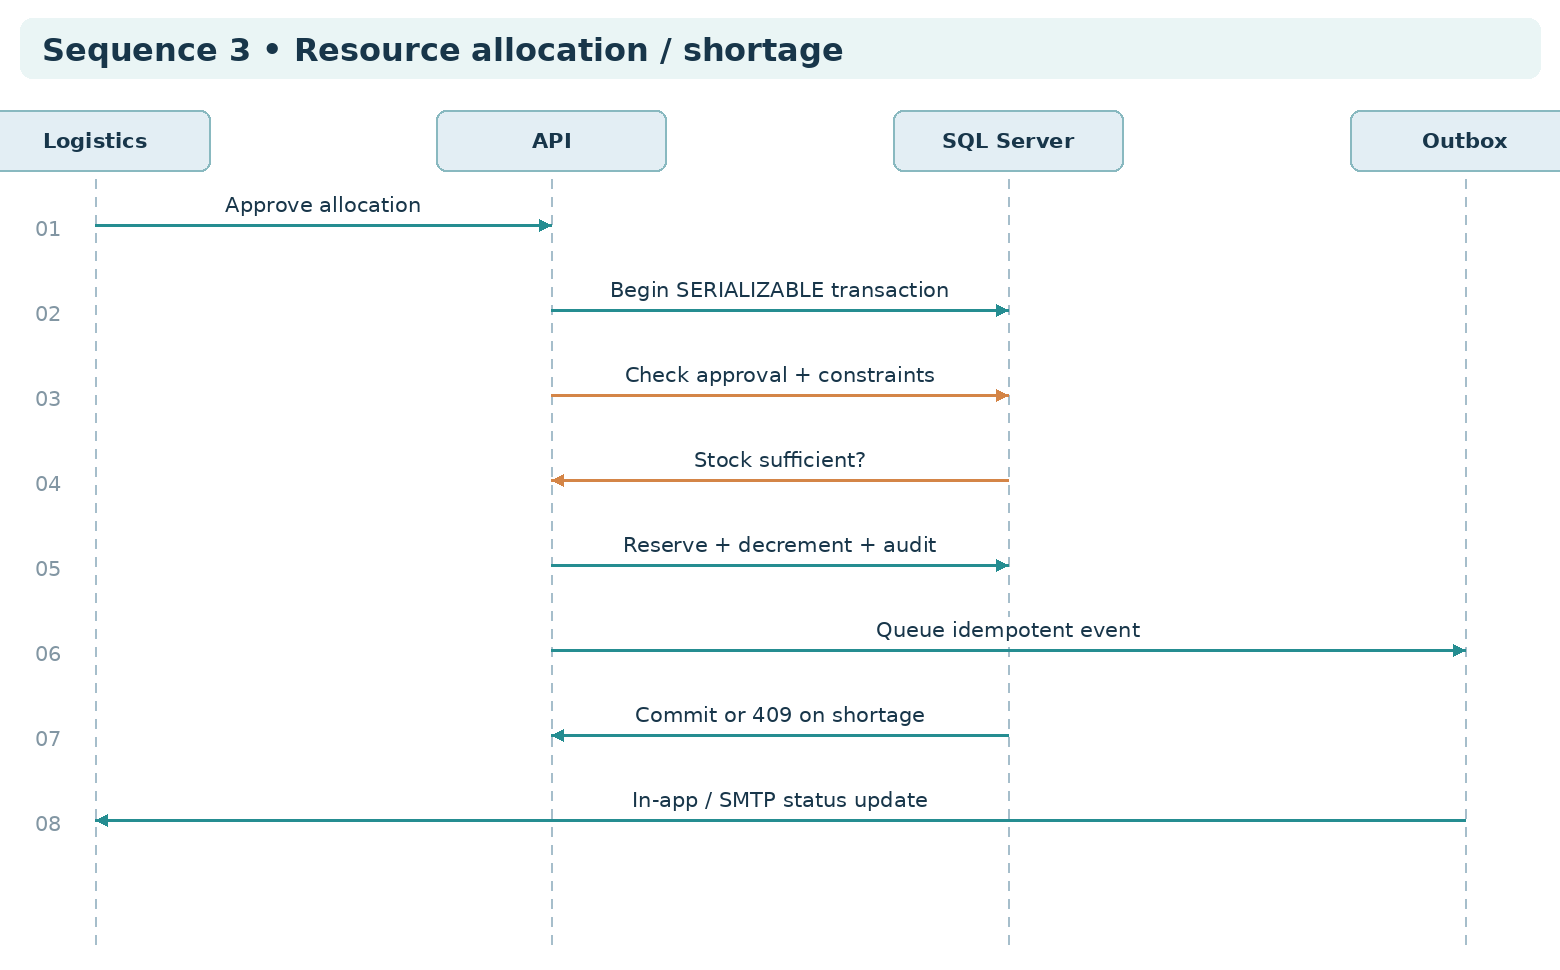 Sequence 3 • Resource allocation / shortage
Logistics
API
SQL Server
Outbox
Approve allocation
01
Begin SERIALIZABLE transaction
02
Check approval + constraints
03
Stock sufficient?
04
Reserve + decrement + audit
05
Queue idempotent event
06
Commit or 409 on shortage
07
In-app / SMTP status update
08